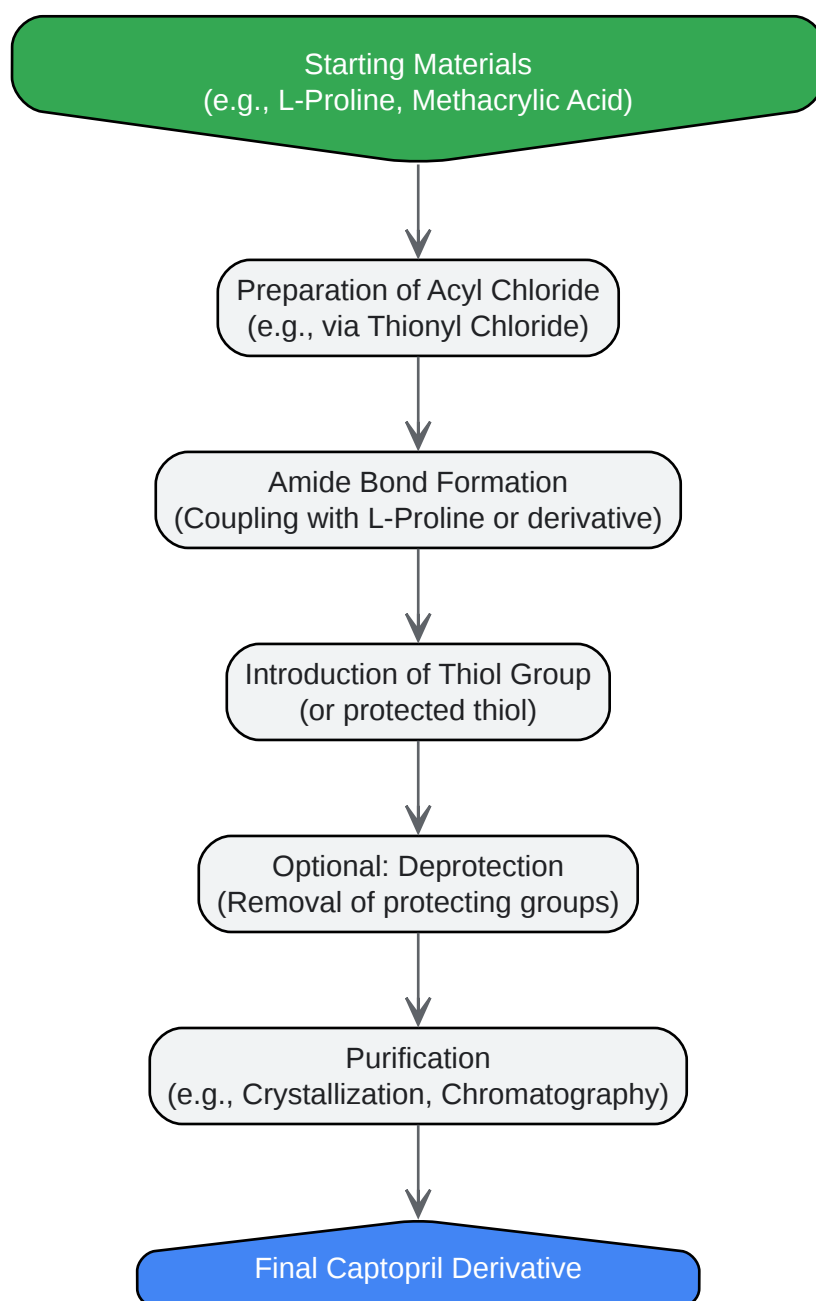 Starting Materials
(e.g., L-Proline, Methacrylic Acid)
Preparation of Acyl Chloride
(e.g., via Thionyl Chloride)
Amide Bond Formation
(Coupling with L-Proline or derivative)
Introduction of Thiol Group
(or protected thiol)
Optional: Deprotection
(Removal of protecting groups)
Purification
(e.g., Crystallization, Chromatography)
Final Captopril Derivative